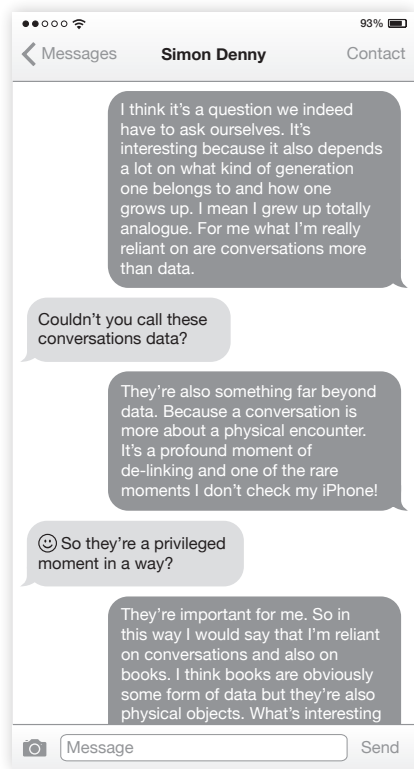 93%
Messages Simon Denny Contact
I think it's a question we indeed
have to ask ourselves. It's
interesting because it also depends
a lot on what kind of generation
one belongs to and how one
grows up. I mean I grew up totally
analogue. For me what I'm really
reliant on are conversations more
than data.
Couldn't you call these
conversations data?
They're also something far beyond
data. Because a conversation is
more about a physical encounter.
It's a profound moment of
de-linking and one of the rare
moments I don't check my iPhone!
☺ So they're a privileged
moment in a way?
They're important for me. So in
this way I would say that I'm reliant
on conversations and also on
books. I think books are obviously
some form of data but they're also
physical objects. What's interesting
Message Send